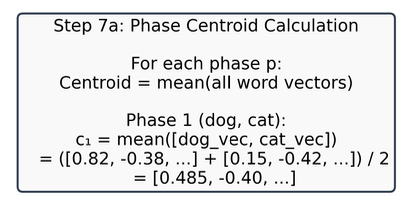 Step 7a: Phase Centroid Calculation
For each phase p:
Centroid = mean(all word vectors)
Phase 1 (dog, cat):
c₁ = mean([dog_vec, cat_vec])
= ([0.82, -0.38, ...] + [0.15, -0.42, ...]) / 2
= [0.485, -0.40, ...]